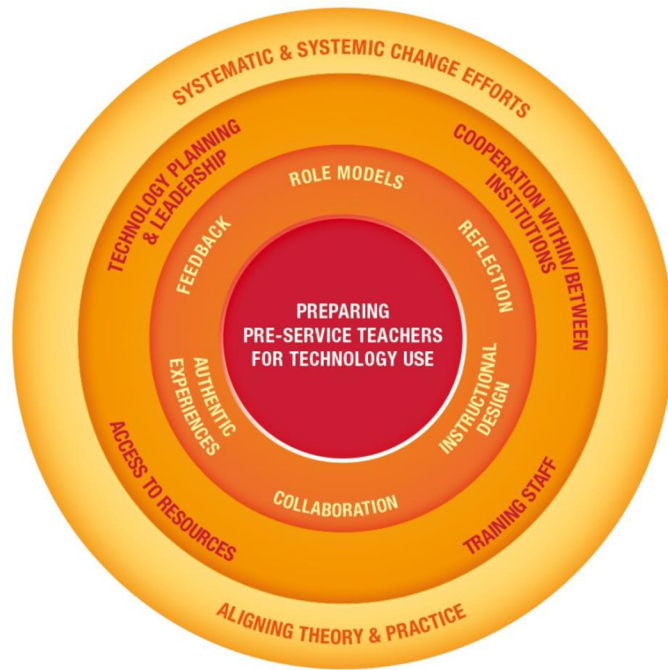 SYSTEMATIC & SYSTEMIC CHANGE EFFORTS
TECHNOLOGY PLANNING
& LEADERSHIP
COOPERATION WITHIN/BETWEEN
INSTITUTIONS
ROLE MODELS
FEEDBACK
REFLECTION
PREPARING
PRE-SERVICE TEACHERS
FOR TECHNOLOGY USE
AUTHENTIC
EXPERIENCES
INSTRUCTIONAL
DESIGN
COLLABORATION
ACCESS TO RESOURCES
TRAINING STAFF
ALIGNING THEORY & PRACTICE